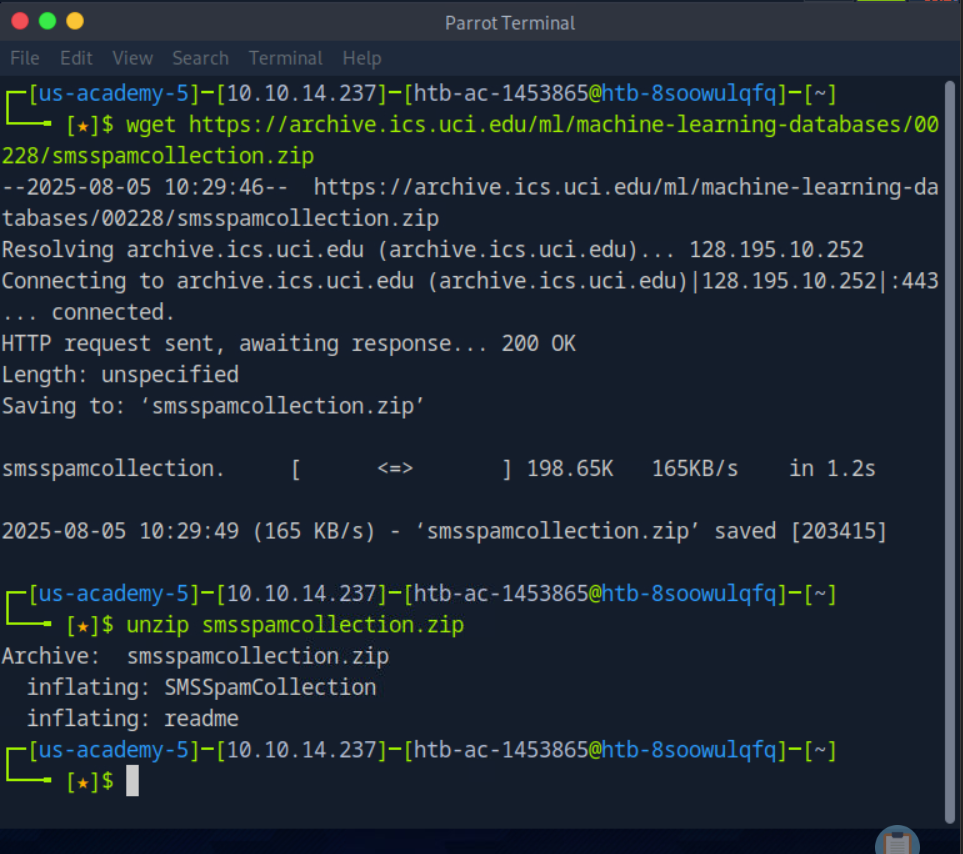 Parrot Terminal
File Edit View Search Terminal Help
┌─[us-academy-5]─[10.10.14.237]─[htb-ac-1453865@htb-8soowulqfq]─[~]
└──╼ [★]$ wget https://archive.ics.uci.edu/ml/machine-learning-databases/00
228/smsspamcollection.zip
--2025-08-05 10:29:46--  https://archive.ics.uci.edu/ml/machine-learning-da
tabases/00228/smsspamcollection.zip
Resolving archive.ics.uci.edu (archive.ics.uci.edu)... 128.195.10.252
Connecting to archive.ics.uci.edu (archive.ics.uci.edu)|128.195.10.252|:443
... connected.
HTTP request sent, awaiting response... 200 OK
Length: unspecified
Saving to: ‘smsspamcollection.zip’
smsspamcollection.     [      <=>       ] 198.65K   165KB/s    in 1.2s
2025-08-05 10:29:49 (165 KB/s) - ‘smsspamcollection.zip’ saved [203415]
┌─[us-academy-5]─[10.10.14.237]─[htb-ac-1453865@htb-8soowulqfq]─[~]
└──╼ [★]$ unzip smsspamcollection.zip
Archive:  smsspamcollection.zip
  inflating: SMSSpamCollection
  inflating: readme
┌─[us-academy-5]─[10.10.14.237]─[htb-ac-1453865@htb-8soowulqfq]─[~]
└──╼ [★]$